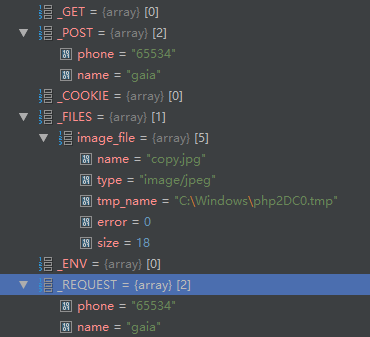 _GET = {array} [0]
_POST = {array} [2]
phone = "65534"
name = "gaia"
_COOKIE = {array} [0]
_FILES = {array} [1]
image_file = {array} [5]
name = "copy.jpg"
type = "image/jpeg"
tmp_name = "C:\Windows\php2DC0.tmp"
error = 0
size = 18
_ENV = {array} [0]
_REQUEST = {array} [2]
phone = "65534"
name = "gaia"